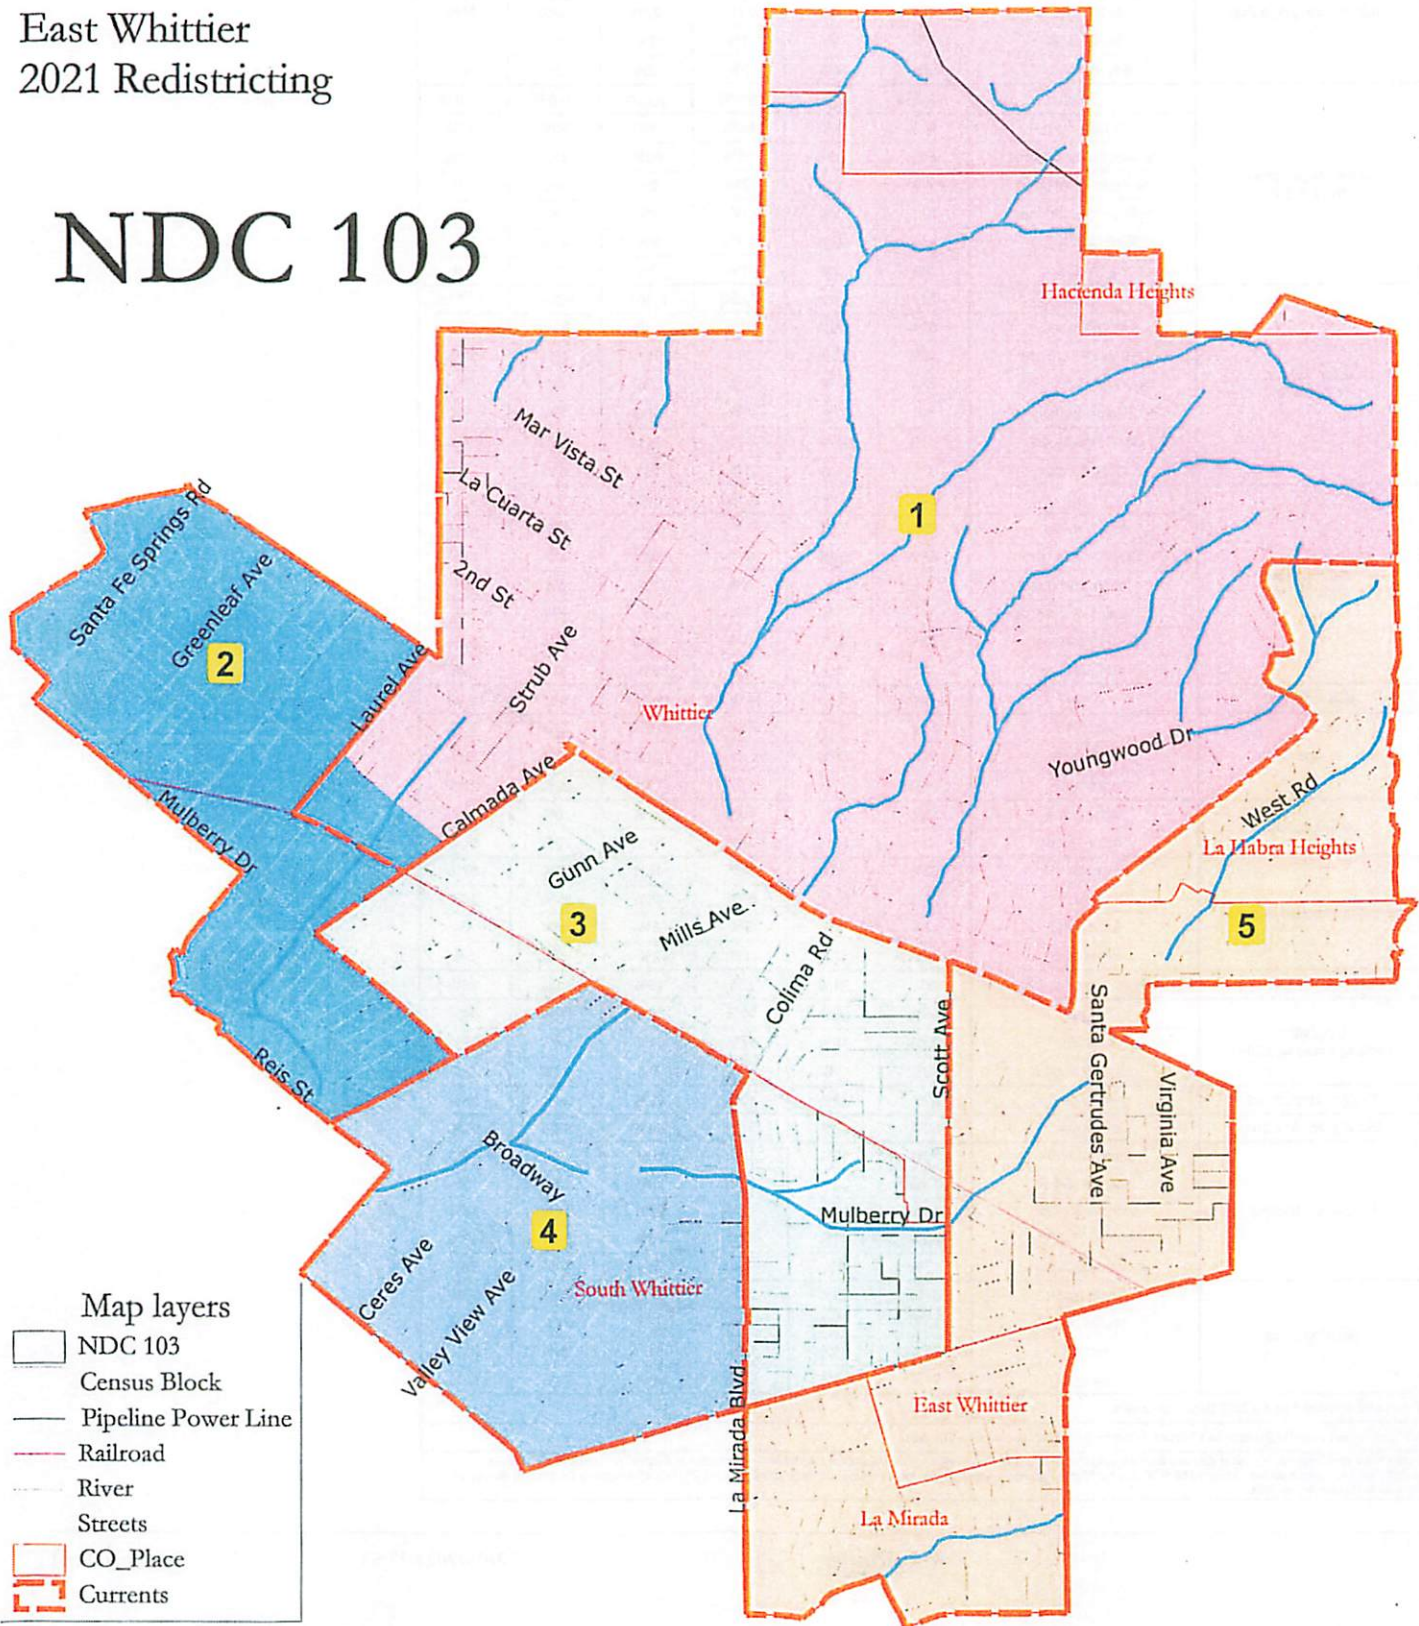 East Whittier
2021 Redistricting
NDC 103
Hacienda Heights
Mar Vista St
La Cuarta St
2nd St
Strub Ave
1
Santa Fe Springs Rd
Greenleaf Ave
2
Laurel Ave
Whittier
Youngwood Dr
Calmada Ave
Mulberry Dr
West Rd
La Habra Heights
Gunn Ave
3
Mills Ave
5
Colima Rd
Scott Ave
Santa Gertrudes Ave
Virginia Ave
Reis St
Broadway
4
Mulberry Dr
Ceres Ave
Valley View Ave
South Whittier
La Mirada Blvd
East Whittier
La Mirada
Map layers
NDC 103
Census Block
Pipeline Power Line
Railroad
River
Streets
CO_Place
Currents